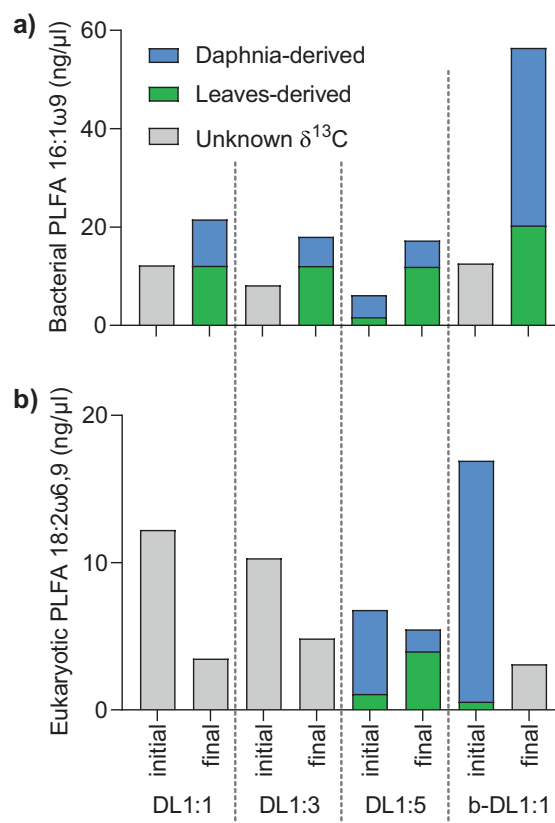 a)
Bacterial PLFA 16:1ω9 (ng/µl)
60
40
20
0
Daphnia-derived
Leaves-derived
Unknown δ¹³C
b)
Eukaryotic PLFA 18:2ω6,9 (ng/µl)
20
10
0
initial final initial final initial final initial final
DL1:1 DL1:3 DL1:5 b-DL1:1